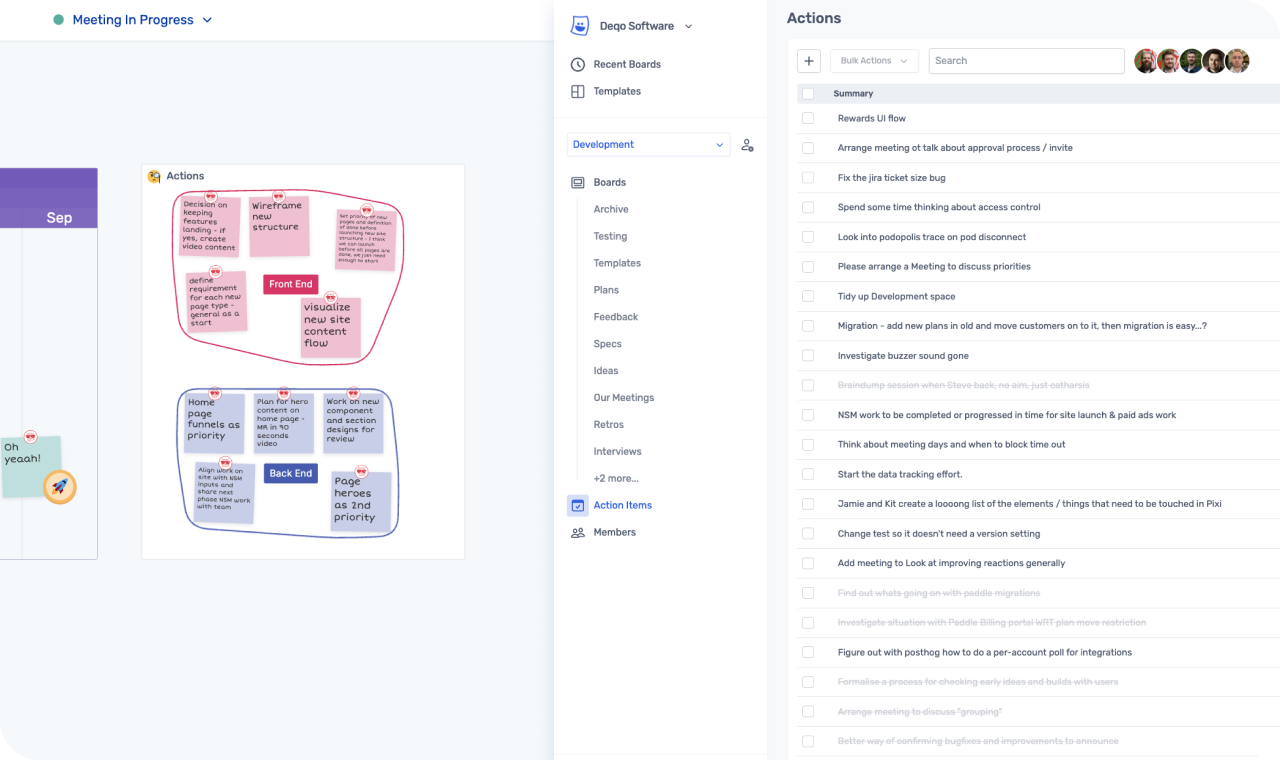 Meeting In Progress
Sep
Oh
yeaah!
Actions
Decision on
keeping
features
landing - if
yes, create
video content
Wireframe
new
structure
Set priority of new
pages and definition
of done before
launching new site
structure - I think
we can launch
before all pages are
done, we just need
enough to start
define
requirement
for each new
page type -
general as a
start
Front End
visualize
new site
content
flow
Home
page
funnels as
priority
Plan for hero
content on
home page -
MR in 90
seconds
video
Work on new
component
and section
designs for
review
Align work on
site with NSM
inputs and
share next
phase NSM work
with team
Back End
Page
heroes
as 2nd
priority
Deqo Software
Recent Boards
Templates
Development
Boards
Archive
Testing
Templates
Plans
Feedback
Specs
Ideas
Our Meetings
Retros
Interviews
+2 more...
Action Items
Members
Actions
+ Bulk Actions Search
Summary
Rewards UI flow
Arrange meeting ot talk about approval process / invite
Fix the jira ticket size bug
Spend some time thinking about access control
Look into podopolis trace on pod disconnect
Please arrange a Meeting to discuss priorities
Tidy up Development space
Migration - add new plans in old and move customers on to it, then migration is easy...?
Investigate buzzer sound gone
Braindump session when Steve back, no aim, just catharsis
NSM work to be completed or progressed in time for site launch & paid ads work
Think about meeting days and when to block time out
Start the data tracking effort.
Jamie and Kit create a loooong list of the elements / things that need to be touched in Pixi
Change test so it doesn't need a version setting
Add meeting to Look at improving reactions generally
Find out whats going on with paddle migrations
Investigate situation with Paddle Billing portal WRT plan move restriction
Figure out with posthog how to do a per-account poll for integrations
Formalise a process for checking early ideas and builds with users
Arrange meeting to discuss "grouping"
Better way of confirming bugfixes and improvements to announce